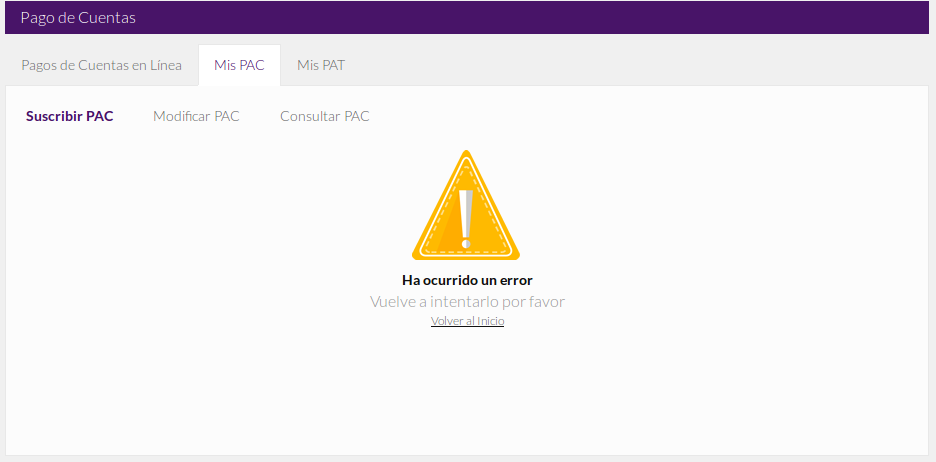 Pago de Cuentas
Pagos de Cuentas en Línea Mis PAC Mis PAT
Suscribir PAC Modificar PAC Consultar PAC
Ha ocurrido un error
Vuelve a intentarlo por favor
Volver al Inicio